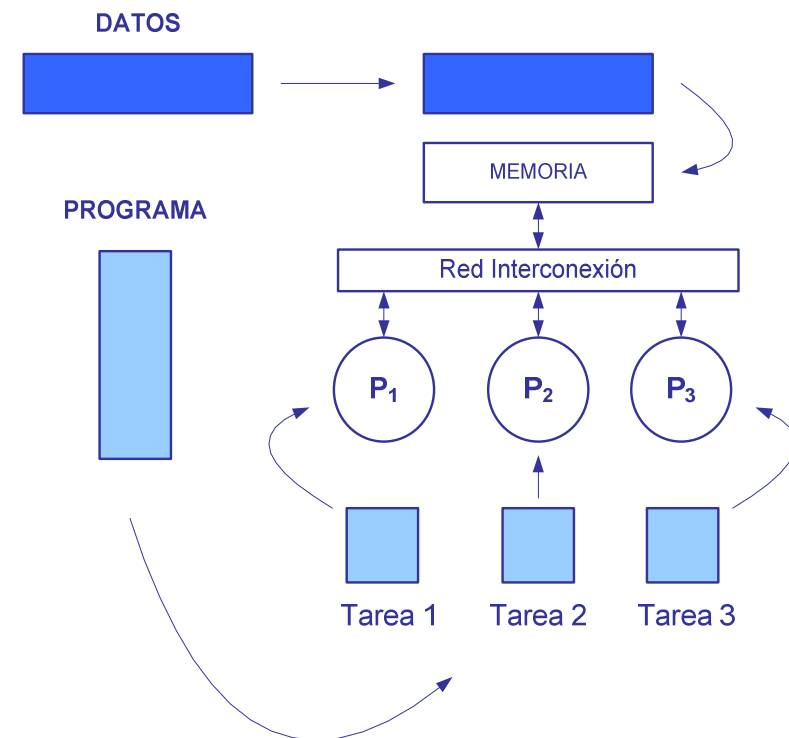 DATOS
MEMORIA
PROGRAMA
Red Interconexión
P₁ P₂ P₃
Tarea 1 Tarea 2 Tarea 3